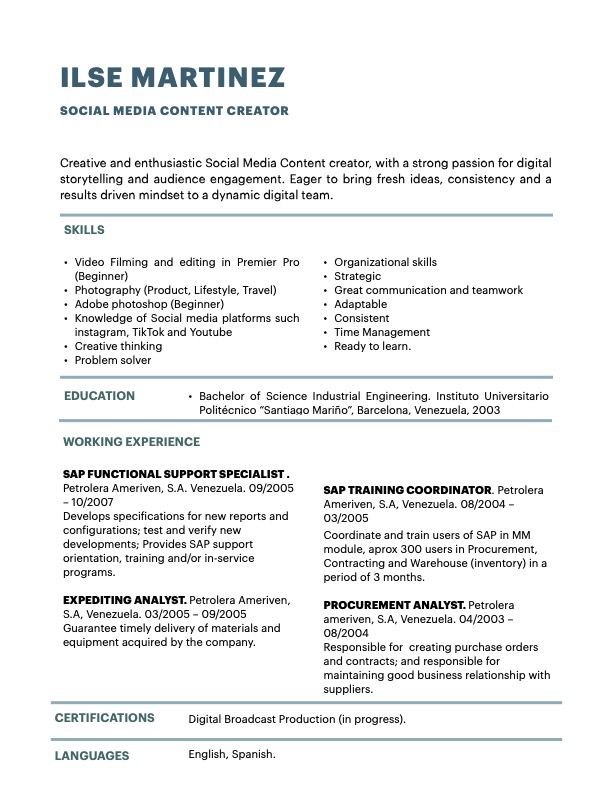 ILSE MARTINEZ
SOCIAL MEDIA CONTENT CREATOR
Creative and enthusiastic Social Media Content creator, with a strong passion for digital
storytelling and audience engagement. Eager to bring fresh ideas, consistency and a
results driven mindset to a dynamic digital team.
SKILLS
• Video Filming and editing in Premier Pro
(Beginner)
• Photography (Product, Lifestyle, Travel)
• Adobe photoshop (Beginner)
• Knowledge of Social media platforms such
instagram, TikTok and Youtube
• Creative thinking
• Problem solver
• Organizational skills
• Strategic
• Great communication and teamwork
• Adaptable
• Consistent
• Time Management
• Ready to learn.
EDUCATION
• Bachelor of Science Industrial Engineering. Instituto Universitario
Politécnico “Santiago Mariño”, Barcelona, Venezuela, 2003
WORKING EXPERIENCE
SAP FUNCTIONAL SUPPORT SPECIALIST .
Petrolera Ameriven, S.A. Venezuela. 09/2005
– 10/2007
Develops specifications for new reports and
configurations; test and verify new
developments; Provides SAP support
orientation, training and/or in-service
programs.
EXPEDITING ANALYST. Petrolera Ameriven,
S.A, Venezuela. 03/2005 – 09/2005
Guarantee timely delivery of materials and
equipment acquired by the company.
SAP TRAINING COORDINATOR. Petrolera
Ameriven, S.A, Venezuela. 08/2004 –
03/2005
Coordinate and train users of SAP in MM
module, aprox 300 users in Procurement,
Contracting and Warehouse (inventory) in a
period of 3 months.
PROCUREMENT ANALYST. Petrolera
ameriven, S.A, Venezuela. 04/2003 –
08/2004
Responsible for creating purchase orders
and contracts; and responsible for
maintaining good business relationship with
suppliers.
CERTIFICATIONS
Digital Broadcast Production (in progress).
LANGUAGES
English, Spanish.